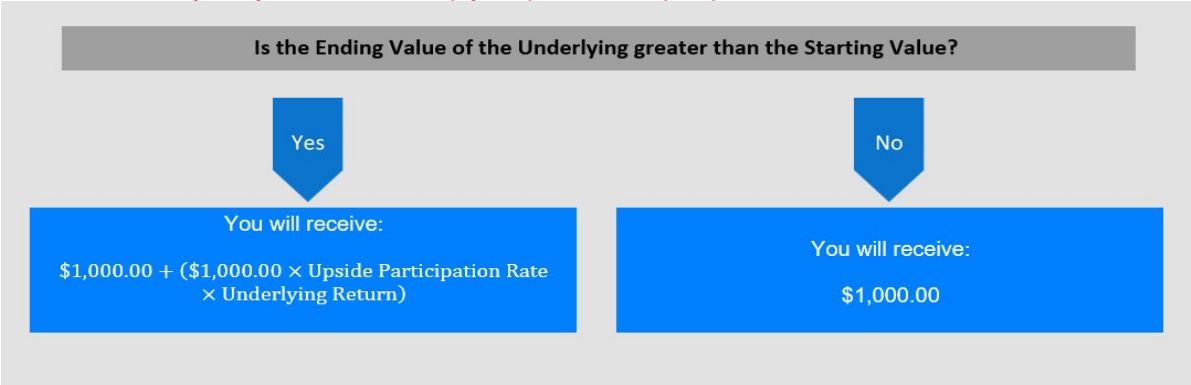 Is the Ending Value of the Underlying greater than the Starting Value?
Yes
No
You will receive:
$1,000.00 + ($1,000.00 × Upside Participation Rate
× Underlying Return)
You will receive:
$1,000.00